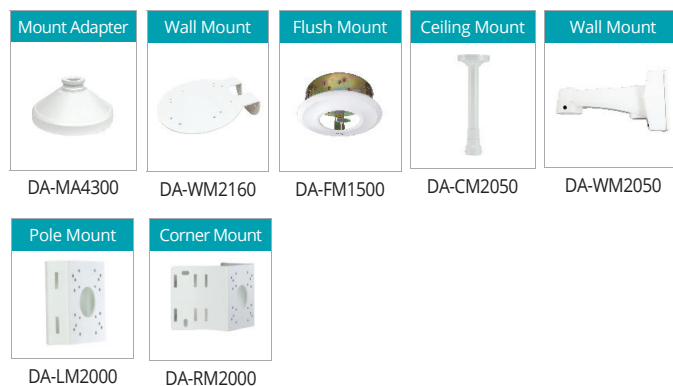 Mount Adapter
Wall Mount
Flush Mount
Ceiling Mount
Wall Mount
DA-MA4300
DA-WM2160
DA-FM1500
DA-CM2050
DA-WM2050
Pole Mount
Corner Mount
DA-LM2000
DA-RM2000